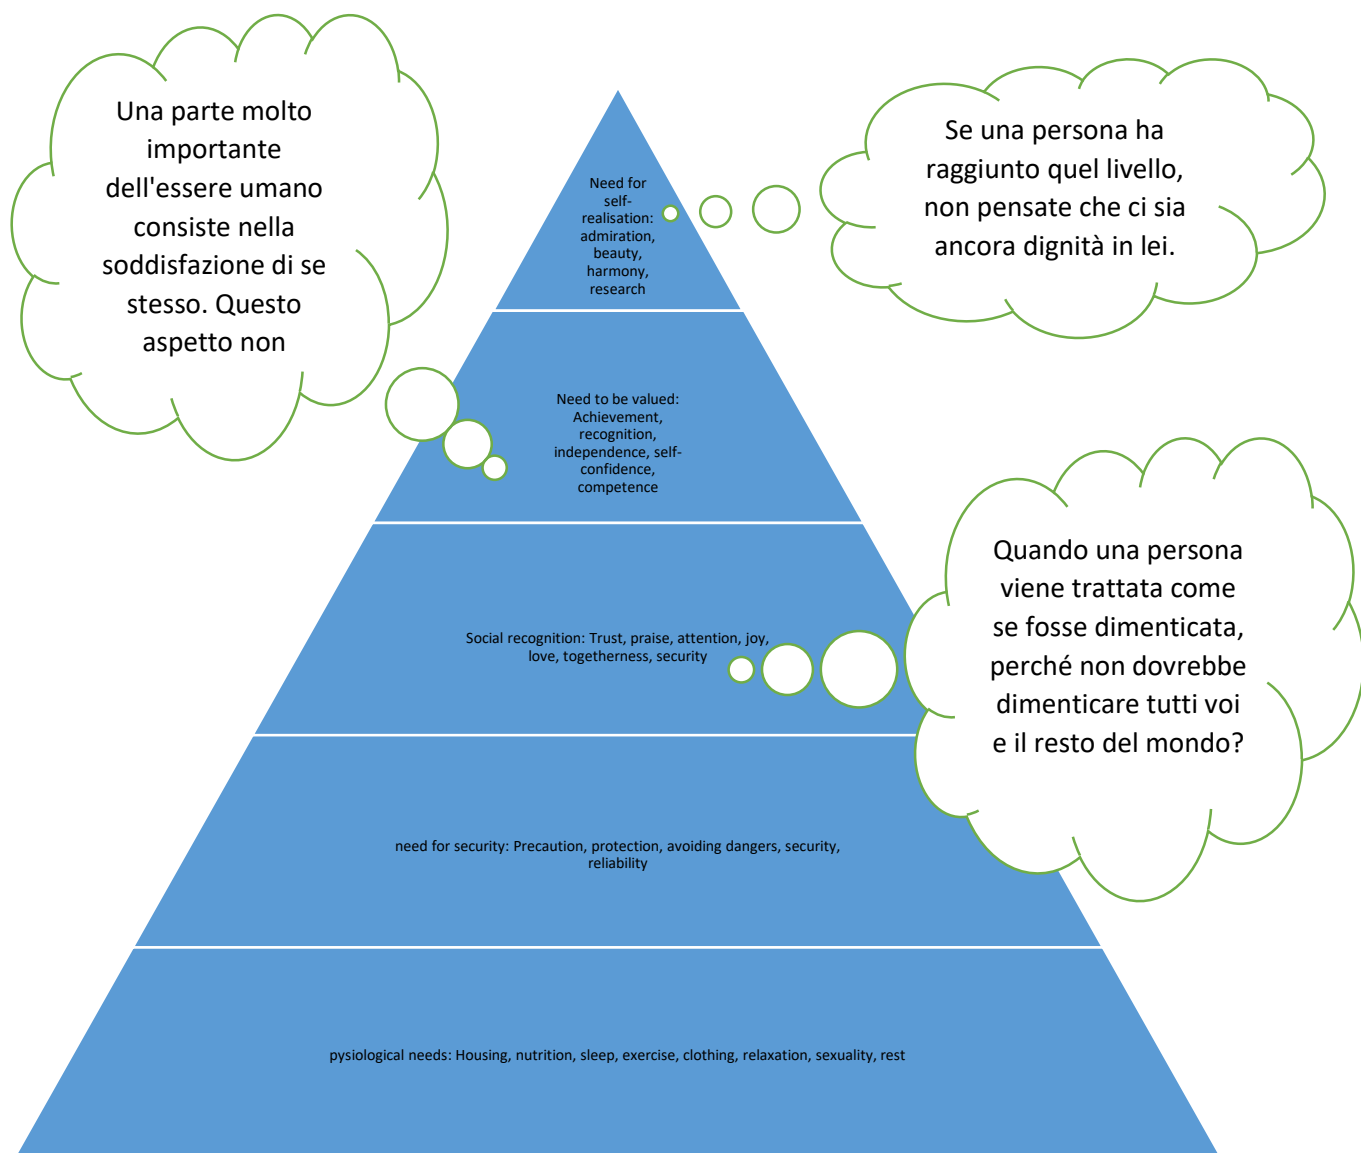 Una parte molto
importante
dell'essere umano
consiste nella
soddisfazione di se
stesso. Questo
aspetto non
Se una persona ha
raggiunto quel livello,
non pensate che ci sia
ancora dignità in lei.
Need for
self-
realisation:
admiration,
beauty,
harmony,
research
Need to be valued:
Achievement,
recognition,
independence, self-
confidence,
competence
Quando una persona
viene trattata come
se fosse dimenticata,
perché non dovrebbe
dimenticare tutti voi
e il resto del mondo?
Social recognition: Trust, praise, attention, joy,
love, togetherness, security
need for security: Precaution, protection, avoiding dangers, security,
reliability
pysiological needs: Housing, nutrition, sleep, exercise, clothing, relaxation, sexuality, rest